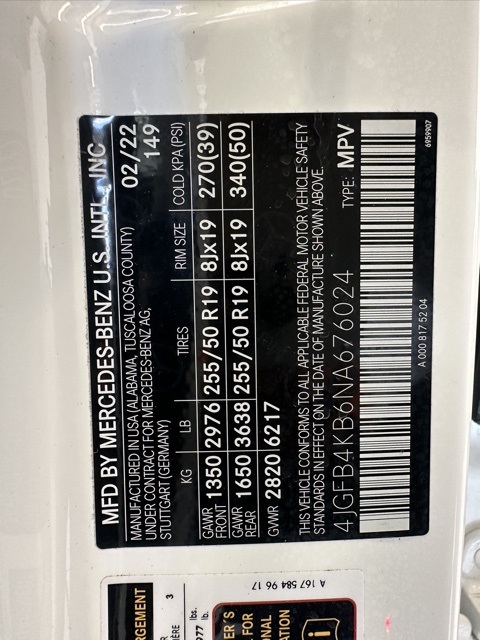 MFD BY MERCEDES-BENZ U.S. INTL., INC
MANUFACTURED IN USA (ALABAMA, TUSCALOOSA COUNTY) 02/22
UNDER CONTRACT FOR MERCEDES-BENZ AG, 149
STUTTGART (GERMANY)
KG LB TIRES RIM SIZE COLD KPA (PSI)
GAWR FRONT 1350 2976 255/50 R19 8Jx19 270(39)
GAWR REAR 1650 3638 255/50 R19 8Jx19 340(50)
GVWR 2820 6217
THIS VEHICLE CONFORMS TO ALL APPLICABLE FEDERAL MOTOR VEHICLE SAFETY
STANDARDS IN EFFECT ON THE DATE OF MANUFACTURE SHOWN ABOVE.
4JGFB4KB6NA676024 TYPE: MPV
A 000 817 52 04 6959907
A 167 584 96 17
3
lbs.
lb.
FOR